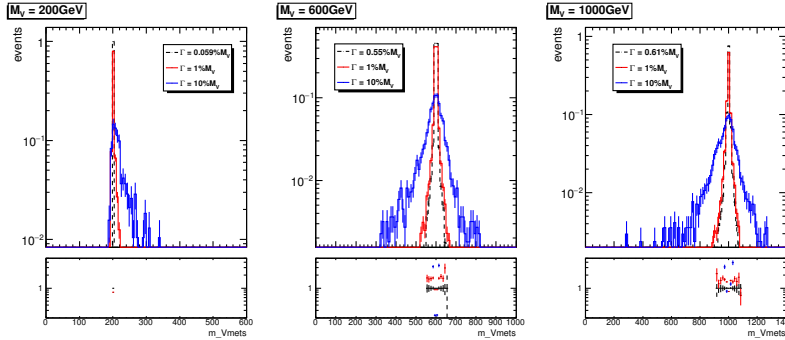 M_V = 200GeV
events
Γ = 0.059%M_V
Γ = 1%M_V
Γ = 10%M_V
1
10⁻¹
10⁻²
1
0 100 200 300 400 500 600
m_Vmets
M_V = 600GeV
events
Γ = 0.55%M_V
Γ = 1%M_V
Γ = 10%M_V
1
10⁻¹
10⁻²
1
0 100 200 300 400 500 600 700 800 900 1000
m_Vmets
M_V = 1000GeV
events
Γ = 0.61%M_V
Γ = 1%M_V
Γ = 10%M_V
1
10⁻¹
10⁻²
1
0 200 400 600 800 1000 1200 1400
m_Vmets